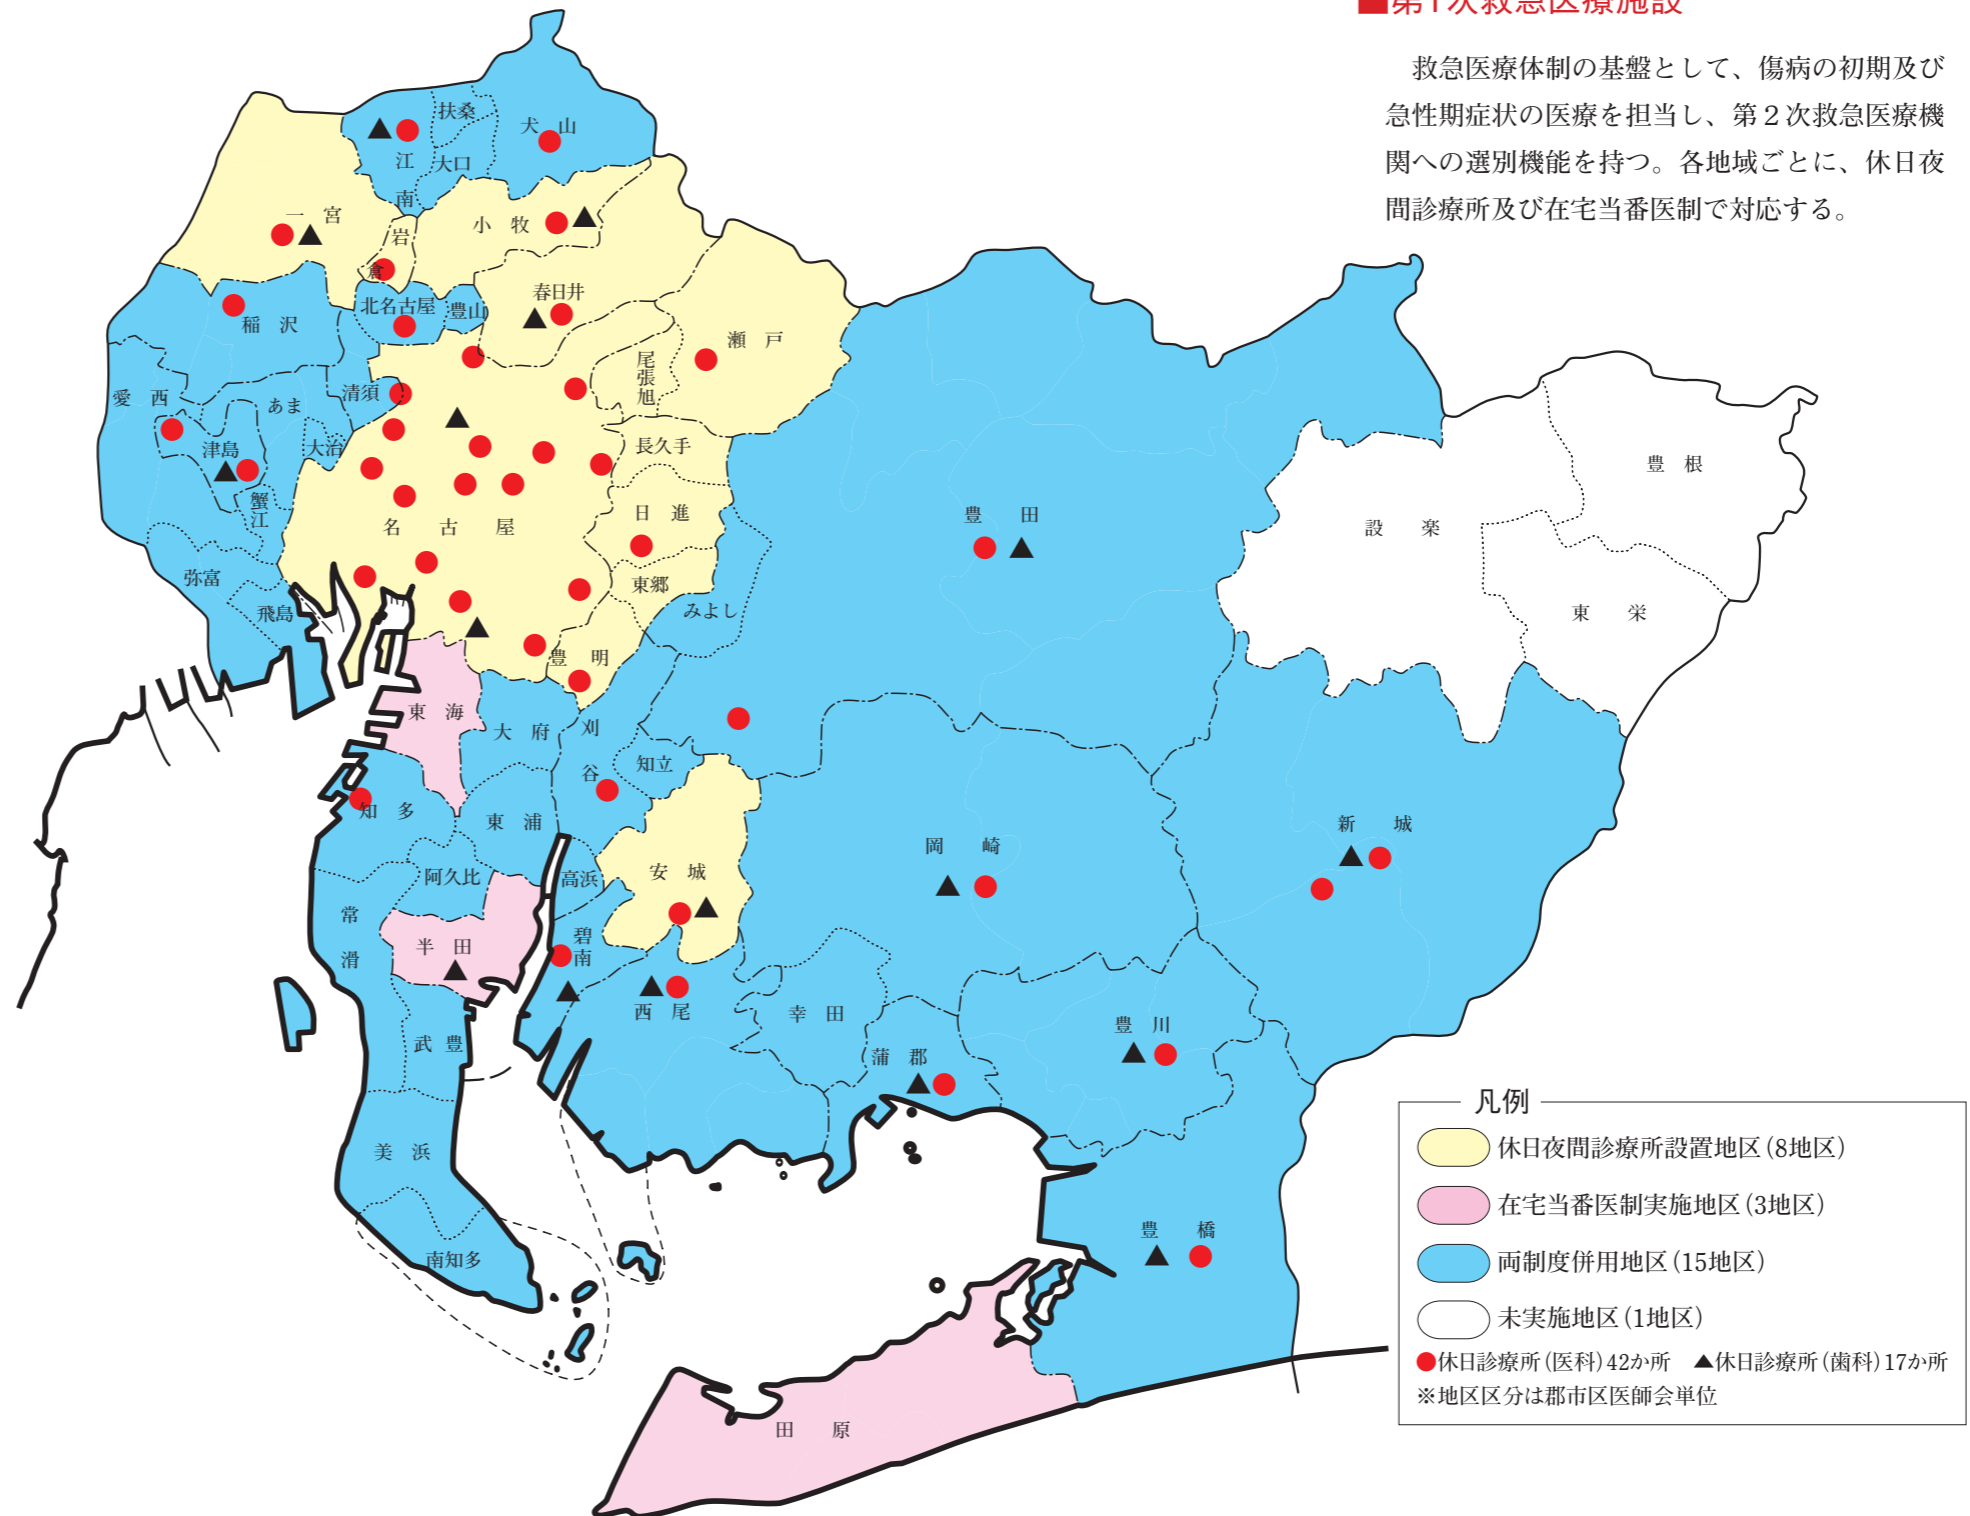 ■第1次救急医療施設
救急医療体制の基盤として、傷病の初期及び
急性期症状の医療を担当し、第２次救急医療機
関への選別機能を持つ。各地域ごとに、休日夜
間診療所及び在宅当番医制で対応する。
扶桑
犬山
江南
大口
一宮
岩倉
小牧
北名古屋
豊山
春日井
稲沢
瀬戸
尾張旭
愛西
あま
清須
津島
大治
長久手
蟹江
名古屋
日進
弥富
飛島
東郷
みよし
豊明
豊田
設楽
豊根
東栄
東海
大府
刈谷
知立
知多
東浦
阿久比
高浜
安城
岡崎
新城
常滑
半田
碧南
西尾
幸田
豊川
武豊
蒲郡
美浜
南知多
豊橋
田原
凡例
休日夜間診療所設置地区(8地区)
在宅当番医制実施地区(3地区)
両制度併用地区(15地区)
未実施地区(1地区)
●休日診療所(医科)42か所 ▲休日診療所(歯科)17か所
※地区区分は郡市区医師会単位